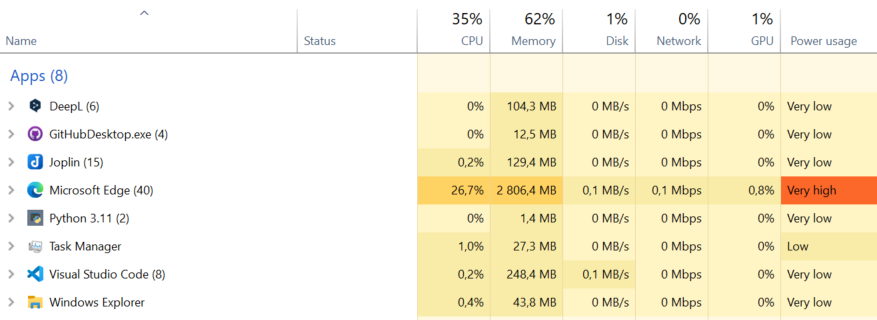 35% 62% 1% 0% 1%
Name Status CPU Memory Disk Network GPU Power usage
Apps (8)
DeepL (6) 0% 104,3 MB 0 MB/s 0 Mbps 0% Very low
GitHubDesktop.exe (4) 0% 12,5 MB 0 MB/s 0 Mbps 0% Very low
Joplin (15) 0,2% 129,4 MB 0 MB/s 0 Mbps 0% Very low
Microsoft Edge (40) 26,7% 2 806,4 MB 0,1 MB/s 0,1 Mbps 0,8% Very high
Python 3.11 (2) 0% 1,4 MB 0 MB/s 0 Mbps 0% Very low
Task Manager 1,0% 27,3 MB 0 MB/s 0 Mbps 0% Low
Visual Studio Code (8) 0,2% 248,4 MB 0,1 MB/s 0 Mbps 0% Very low
Windows Explorer 0,4% 43,8 MB 0 MB/s 0 Mbps 0% Very low